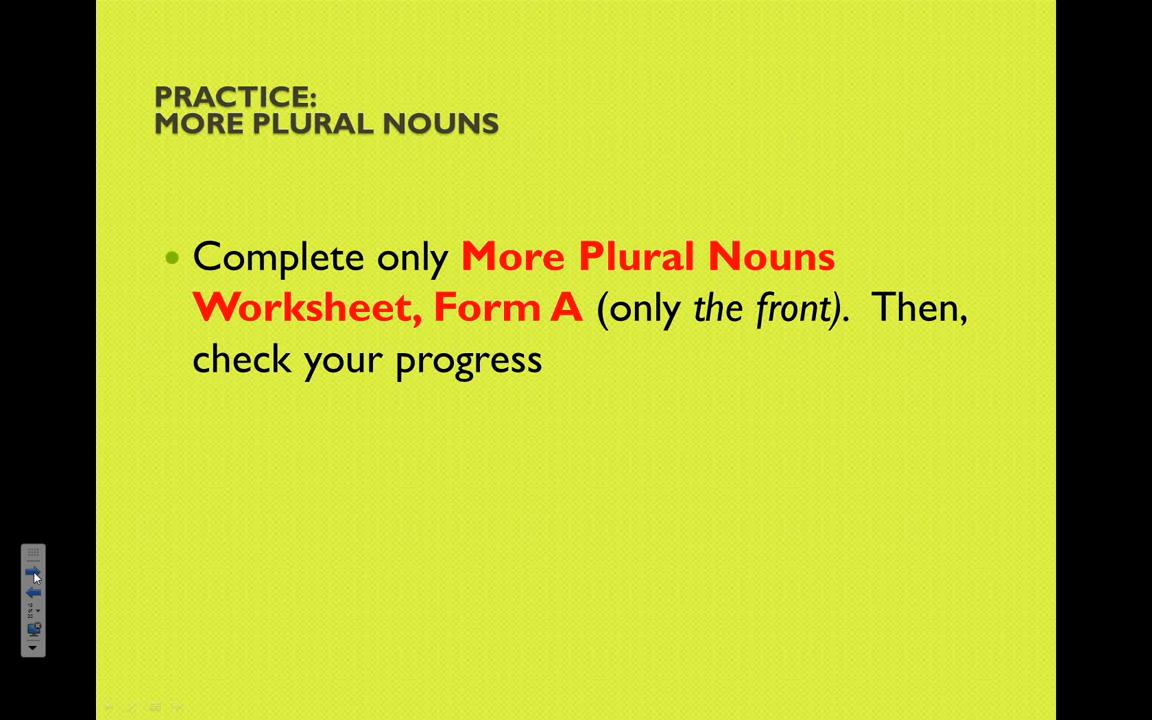 PRACTICE:
MORE PLURAL NOUNS
• Complete only More Plural Nouns
Worksheet, Form A (only the front).  Then,
check your progress